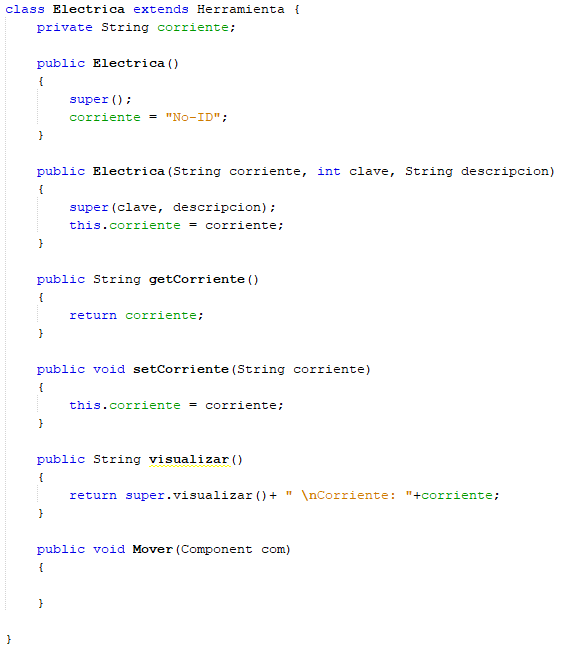 class Electrica extends Herramienta {
    private String corriente;

    public Electrica()
    {
        super();
        corriente = "No-ID";
    }

    public Electrica(String corriente, int clave, String descripcion)
    {
        super(clave, descripcion);
        this.corriente = corriente;
    }

    public String getCorriente()
    {
        return corriente;
    }

    public void setCorriente(String corriente)
    {
        this.corriente = corriente;
    }

    public String visualizar()
    {
        return super.visualizar()+ " \nCorriente: "+corriente;
    }

    public void Mover(Component com)
    {

    }

}